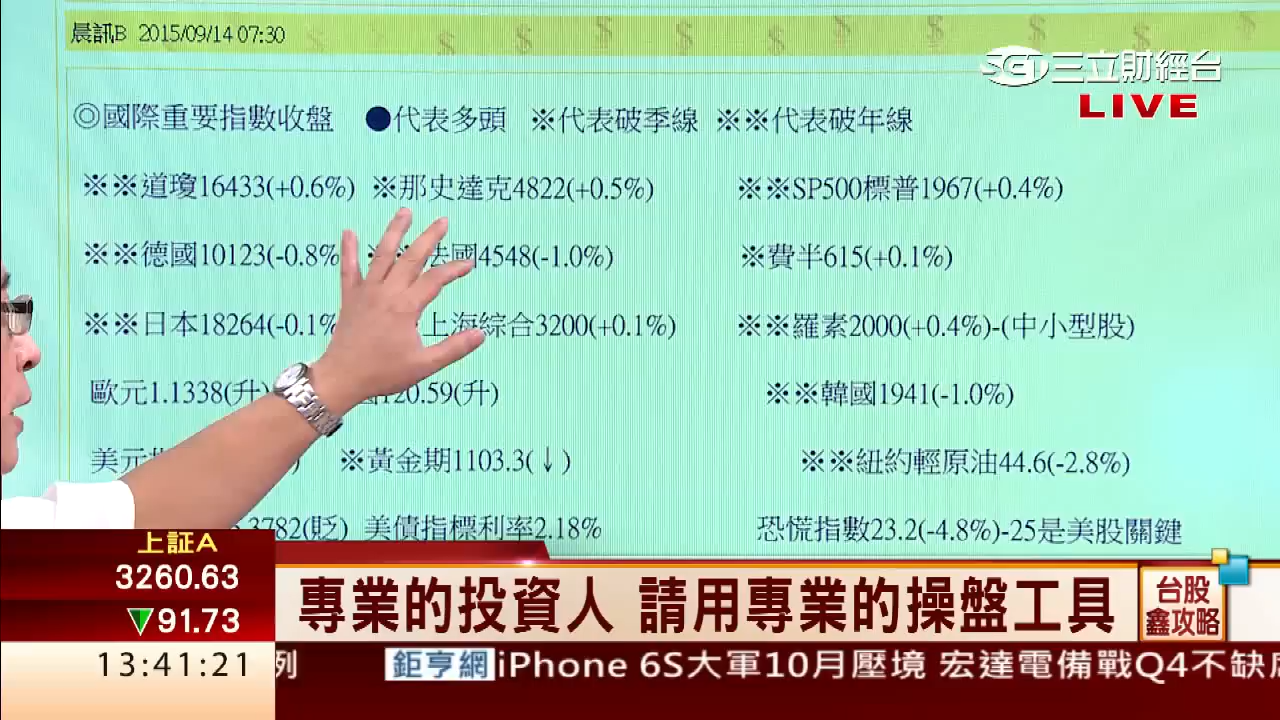 晨訊B 2015/09/14 07:30
SET 三立財經台
LIVE
◎國際重要指數收盤 ●代表多頭 ※代表破季線 ※※代表破年線
※※道瓊16433(+0.6%) ※那史達克4822(+0.5%) ※※SP500標普1967(+0.4%)
※※德國10123(-0.8% 法國4548(-1.0%) ※費半615(+0.1%)
※※日本18264(-0.1% 上海綜合3200(+0.1%) ※※羅素2000(+0.4%)-(中小型股)
歐元1.1338(升) 120.59(升) ※※韓國1941(-1.0%)
美元 ※黃金期1103.3(↓) ※※紐約輕原油44.6(-2.8%)
3782(貶) 美債指標利率2.18% 恐慌指數23.2(-4.8%)-25是美股關鍵
上証A
3260.63
▼91.73
專業的投資人 請用專業的操盤工具
台股
鑫攻略
13:41:21
例 鉅亨網 iPhone 6S大軍10月壓境 宏達電備戰Q4不缺